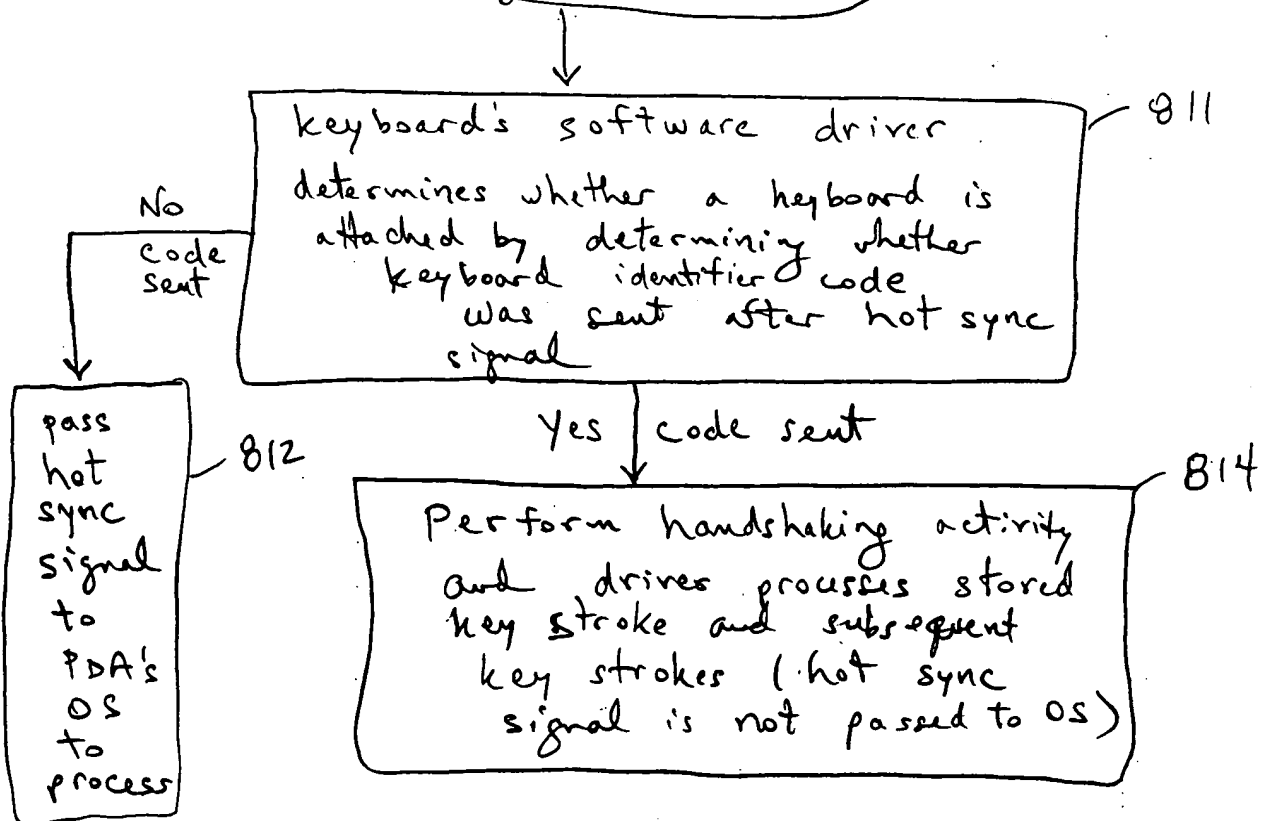 keyboard's software driver
determines whether a keyboard is
attached by determining whether
keyboard identifier code
was sent after hot sync
signal
811
No
code
sent
Yes code sent
pass
hot
sync
signal
to
PDA's
OS
to
process
812
Perform handshaking activity
and driver processes stored
key stroke and subsequent
key strokes (hot sync
signal is not passed to OS)
814